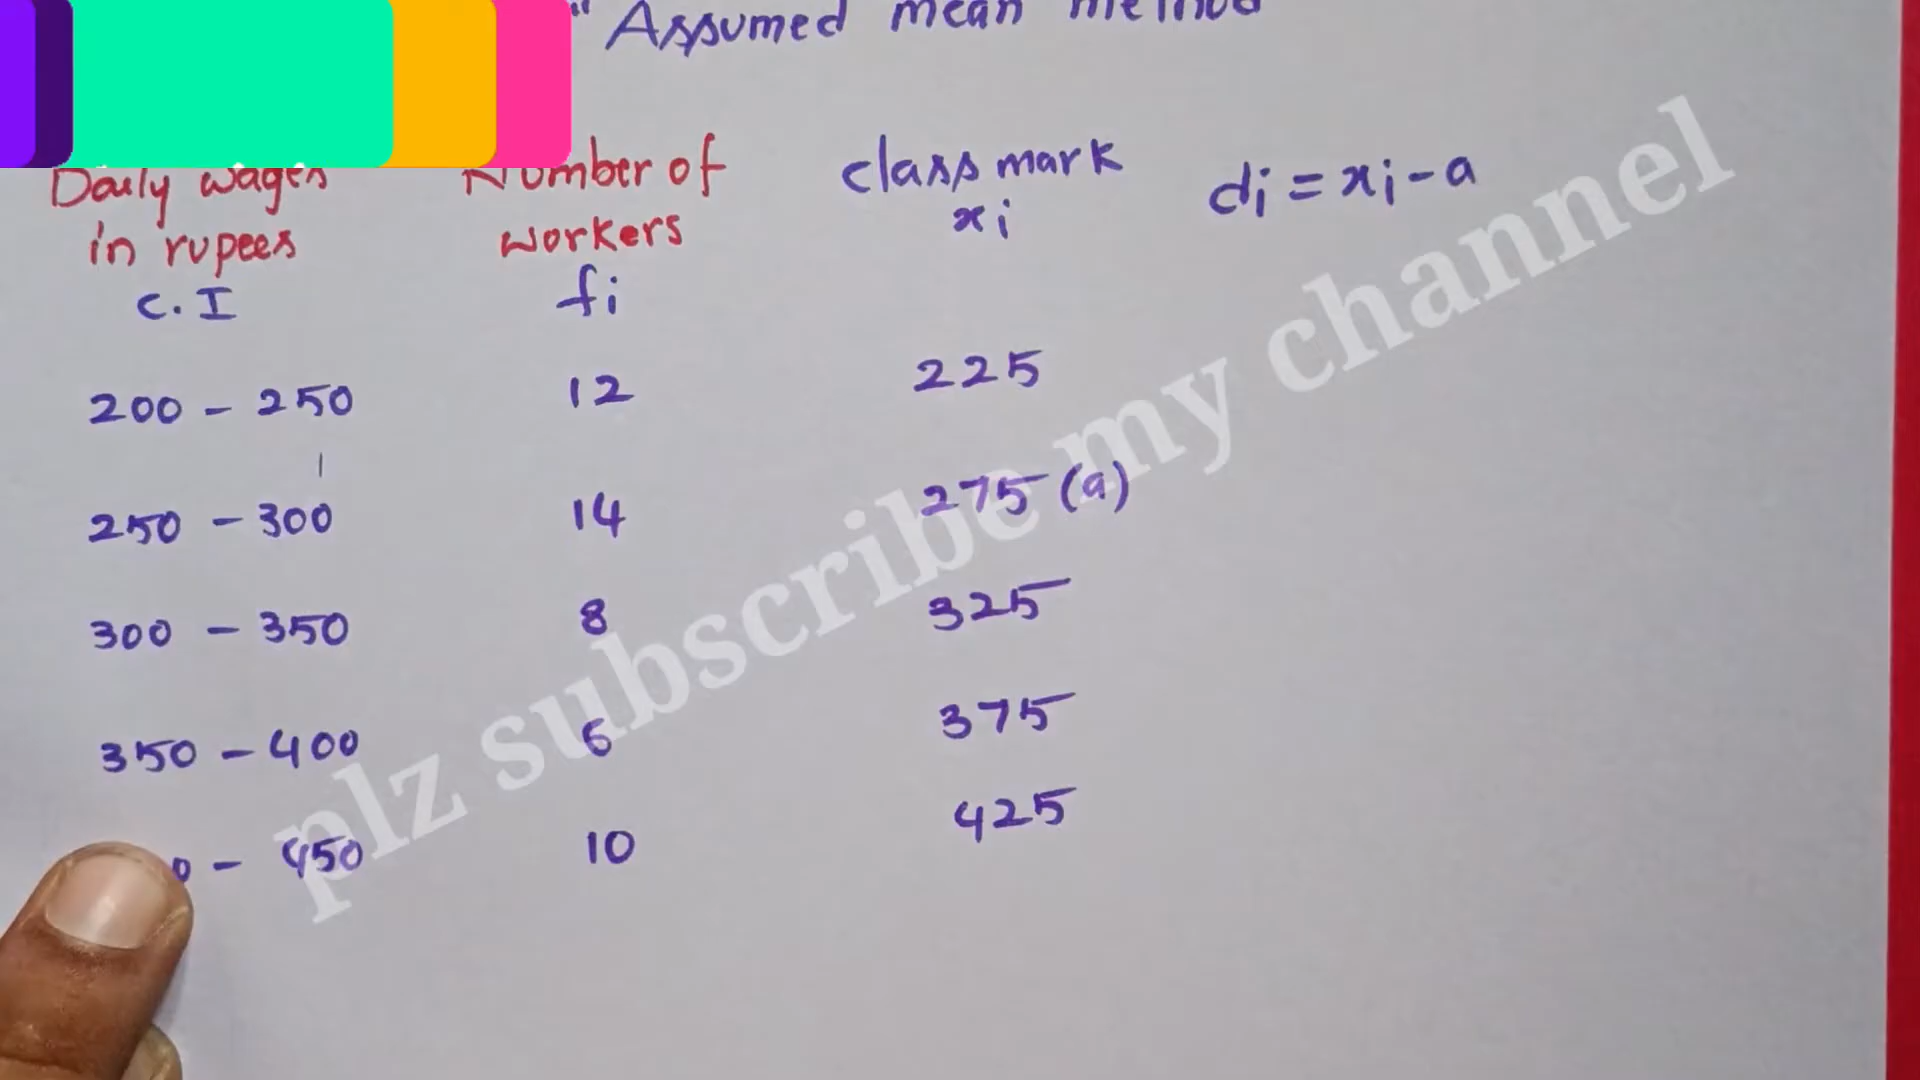 "Assumed mean method
Daily wages in rupees
C.I
Number of workers
fi
class mark
xi
di = xi - a
200 - 250 12 225
250 - 300 14 275 (a)
300 - 350 8 325
350 - 400 6 375
0 - 450 10 425
plz subscribe my channel